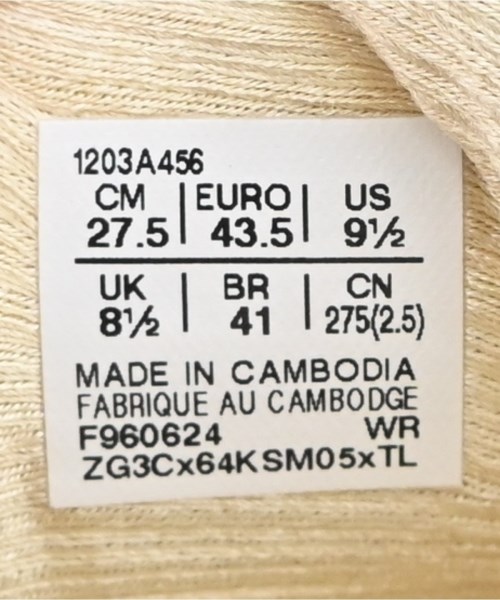 1203A456
CM | EURO | US
27.5 | 43.5 | 9½
UK | BR | CN
8½ | 41 | 275(2.5)
MADE IN CAMBODIA
FABRIQUE AU CAMBODGE
F960624 WR
ZG3Cx64KSM05xTL